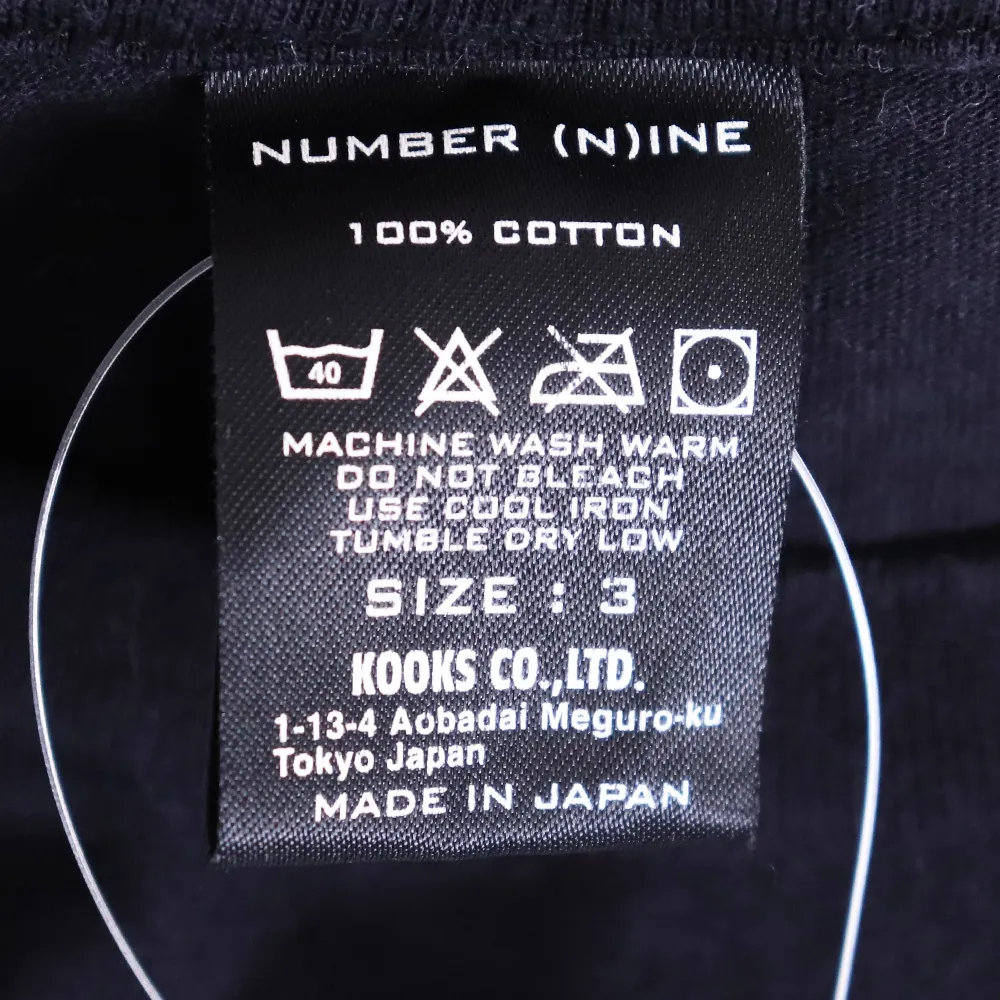 NUMBER (N)INE
100% COTTON
40
MACHINE WASH WARM
DO NOT BLEACH
USE COOL IRON
TUMBLE DRY LOW
SIZE : 3
KOOKS CO.,LTD.
1-13-4 Aobadai Meguro-ku
Tokyo Japan
MADE IN JAPAN